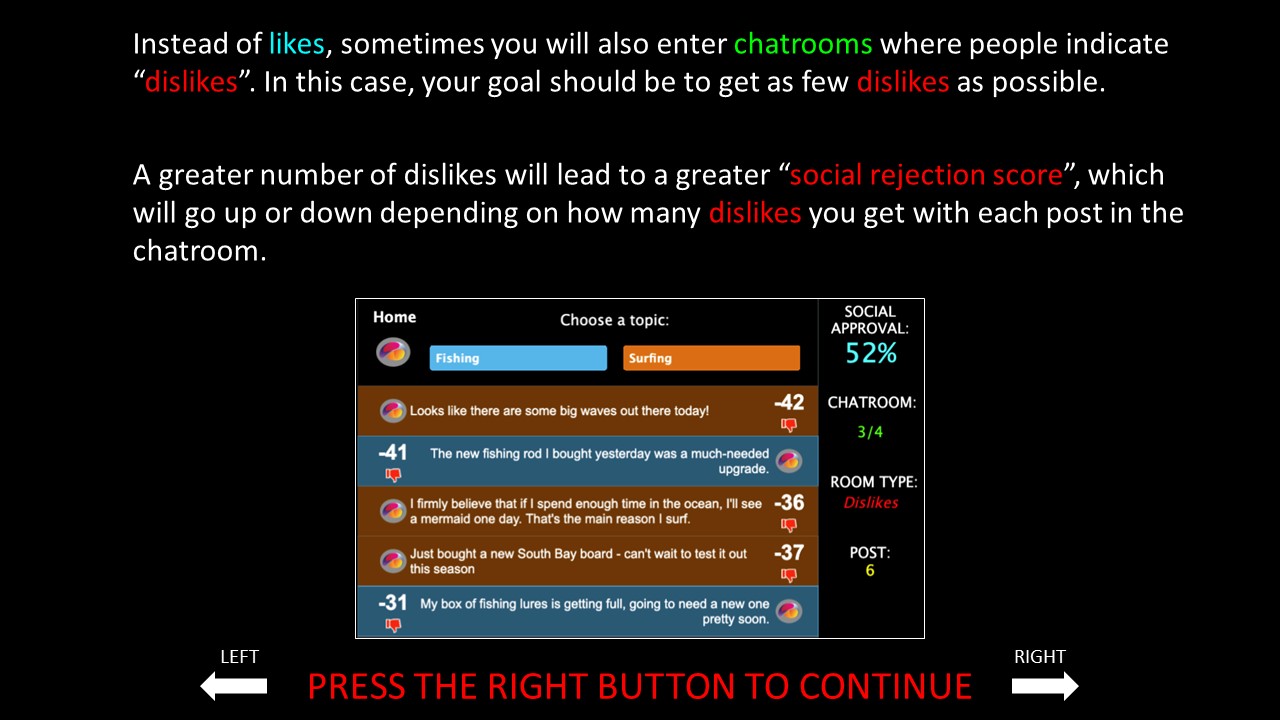 Instead of likes, sometimes you will also enter chatrooms where people indicate
“dislikes”. In this case, your goal should be to get as few dislikes as possible.
A greater number of dislikes will lead to a greater “social rejection score”, which
will go up or down depending on how many dislikes you get with each post in the
chatroom.
Home
Choose a topic:
Fishing
Surfing
Looks like there are some big waves out there today!
-42
-41
The new fishing rod I bought yesterday was a much-needed
upgrade.
I firmly believe that if I spend enough time in the ocean, I'll see
a mermaid one day. That's the main reason I surf.
-36
Just bought a new South Bay board - can't wait to test it out
this season
-37
-31
My box of fishing lures is getting full, going to need a new one
pretty soon.
SOCIAL
APPROVAL:
52%
CHATROOM:
3/4
ROOM TYPE:
Dislikes
POST:
6
LEFT
PRESS THE RIGHT BUTTON TO CONTINUE
RIGHT